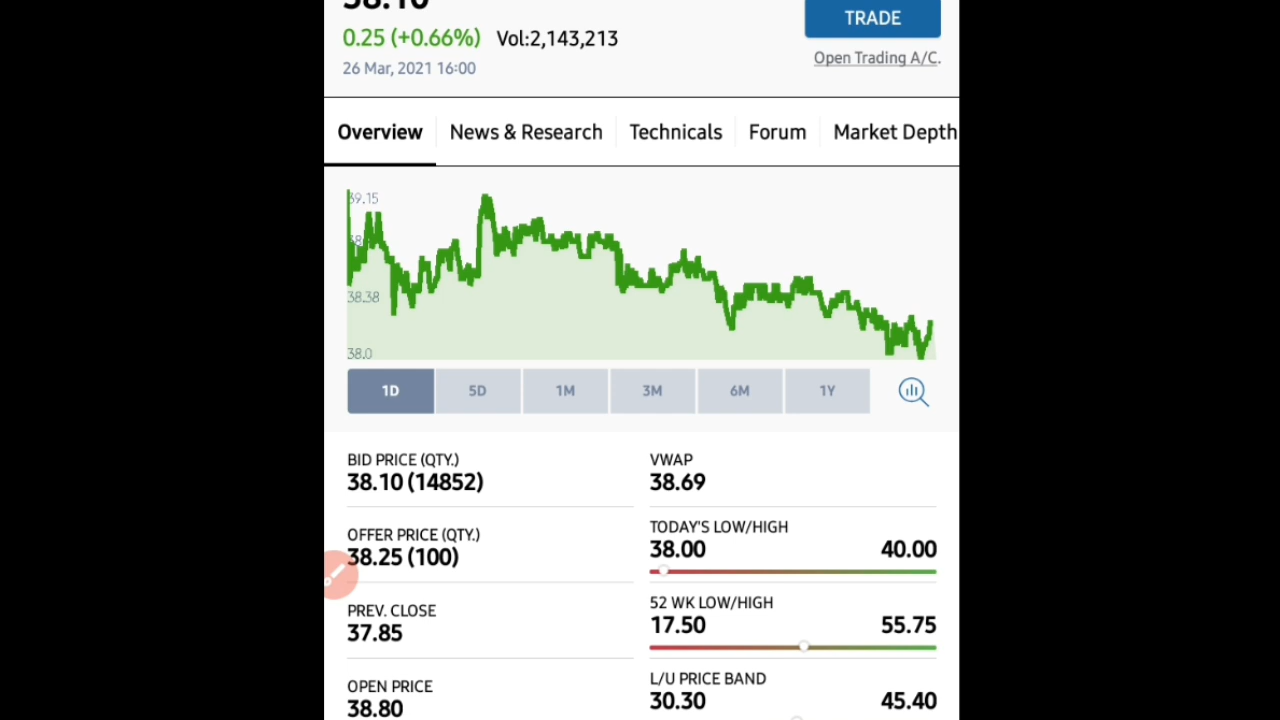 38.10
TRADE
0.25 (+0.66%) Vol:2,143,213
Open Trading A/C.
26 Mar, 2021 16:00
Overview News & Research Technicals Forum Market Depth
39.15
38.38
38.0
1D 5D 1M 3M 6M 1Y
BID PRICE (QTY.)
38.10 (14852)
VWAP
38.69
OFFER PRICE (QTY.)
38.25 (100)
TODAY'S LOW/HIGH
38.00 40.00
PREV. CLOSE
37.85
52 WK LOW/HIGH
17.50 55.75
OPEN PRICE
38.80
L/U PRICE BAND
30.30 45.40